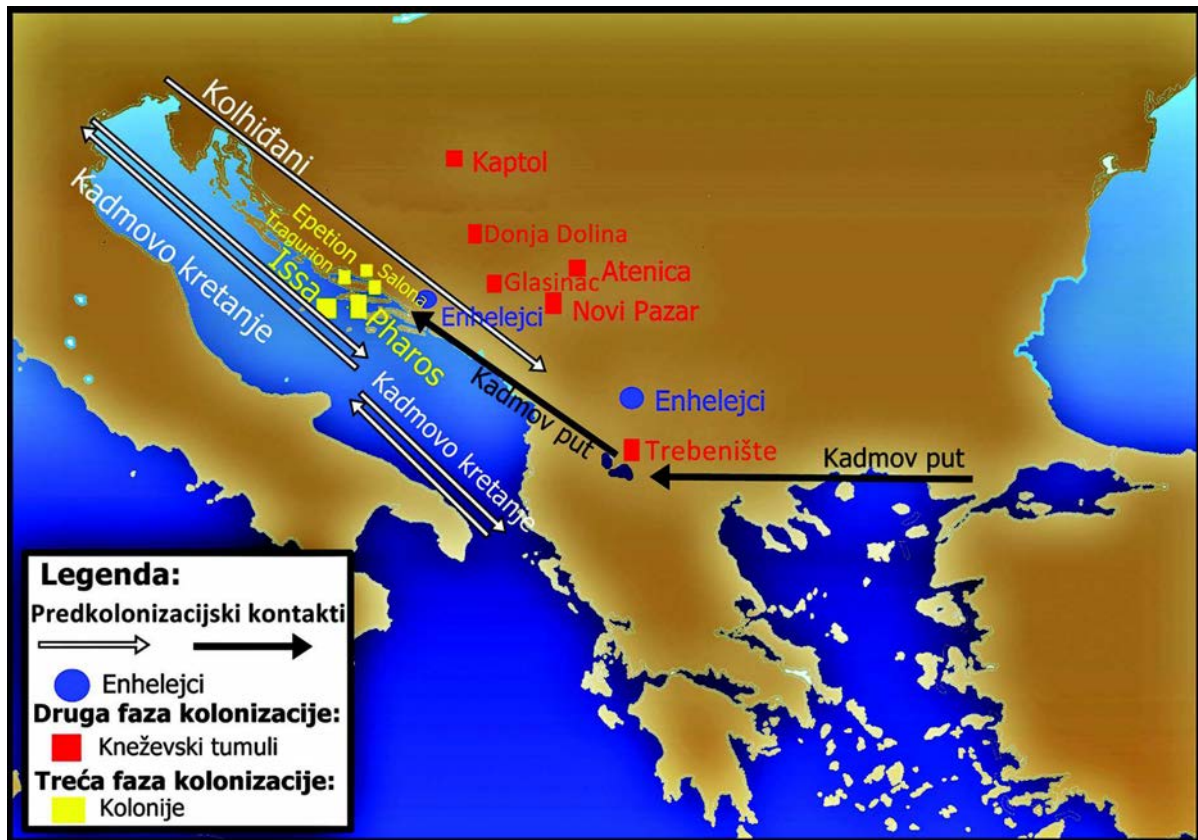 Kolhiđani
Kadmovo kretanje
Kaptol
Donja Dolina
Epetion
Tragurion
Salona
Issa
Pharos
Glasinac
Atenica
Novi Pazar
Enhelejci
Kadmovo kretanje
Kadmov put
Enhelejci
Trebenište
Kadmov put
Legenda:
Predkolonizacijski kontakti
Enhelejci
Druga faza kolonizacije:
Kneževski tumuli
Treća faza kolonizacije:
Kolonije